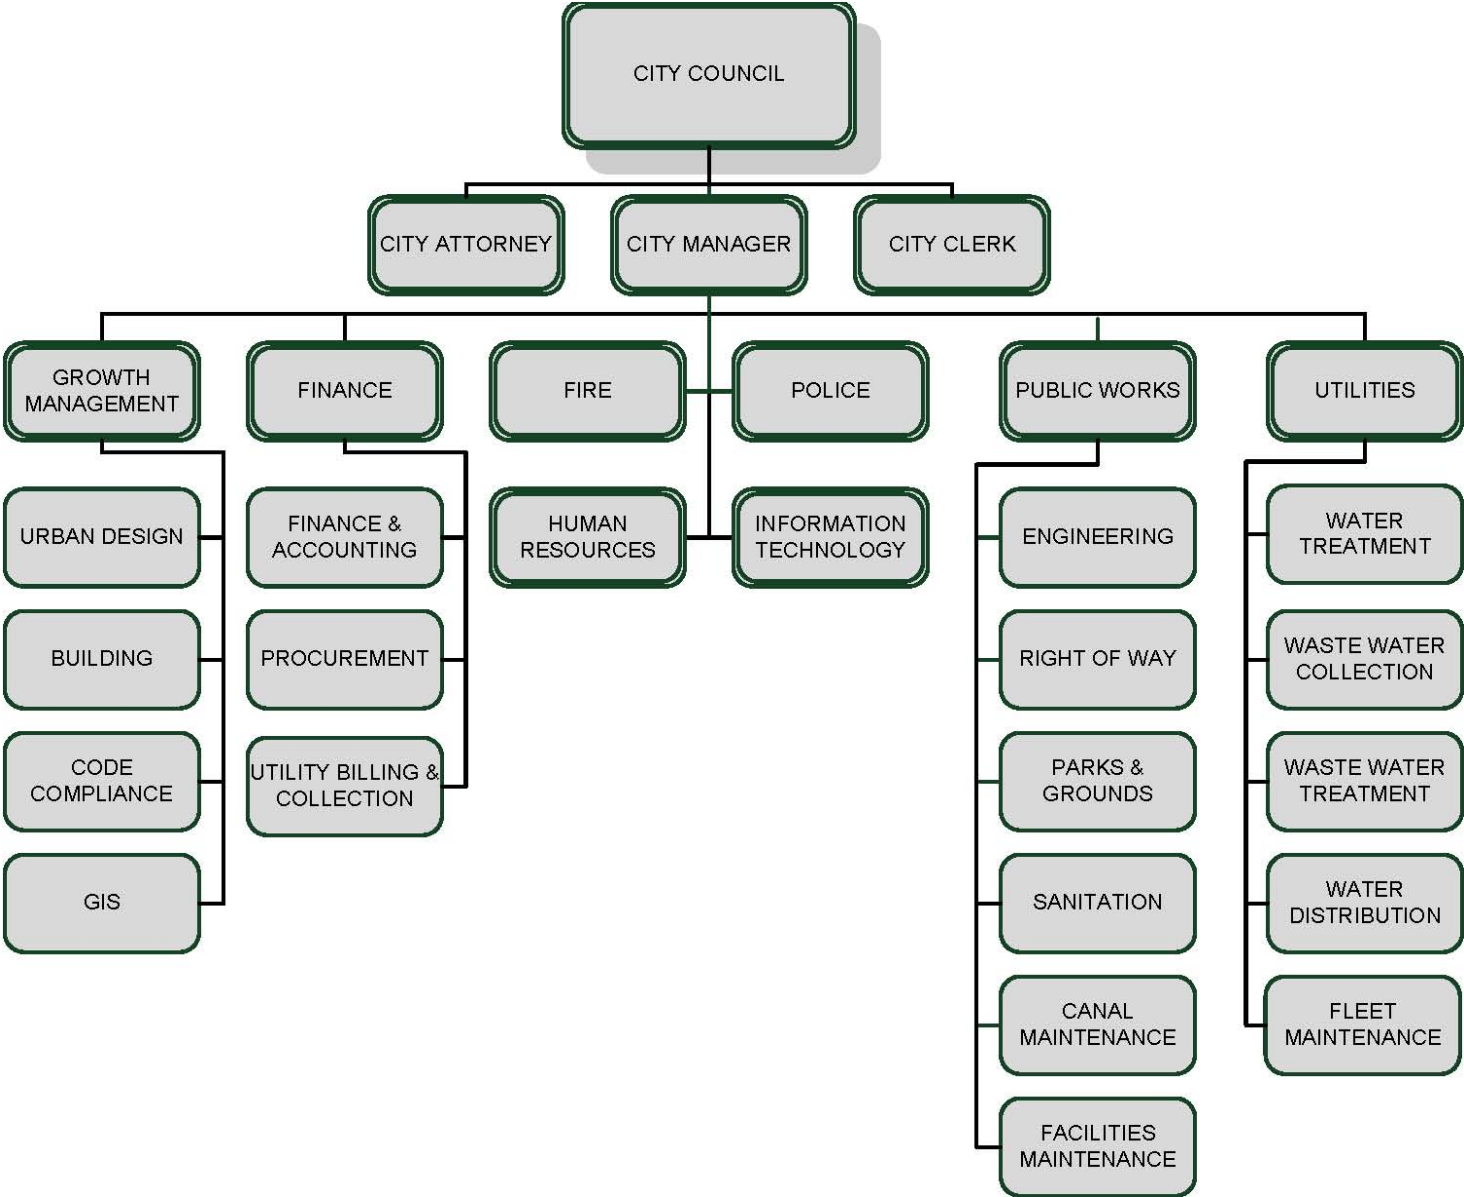 CITY COUNCIL
CITY ATTORNEY
CITY MANAGER
CITY CLERK
GROWTH
MANAGEMENT
FINANCE
FIRE
POLICE
PUBLIC WORKS
UTILITIES
URBAN DESIGN
BUILDING
CODE
COMPLIANCE
GIS
FINANCE &
ACCOUNTING
PROCUREMENT
UTILITY BILLING &
COLLECTION
HUMAN
RESOURCES
INFORMATION
TECHNOLOGY
ENGINEERING
RIGHT OF WAY
PARKS &
GROUNDS
SANITATION
CANAL
MAINTENANCE
FACILITIES
MAINTENANCE
WATER
TREATMENT
WASTE WATER
COLLECTION
WASTE WATER
TREATMENT
WATER
DISTRIBUTION
FLEET
MAINTENANCE